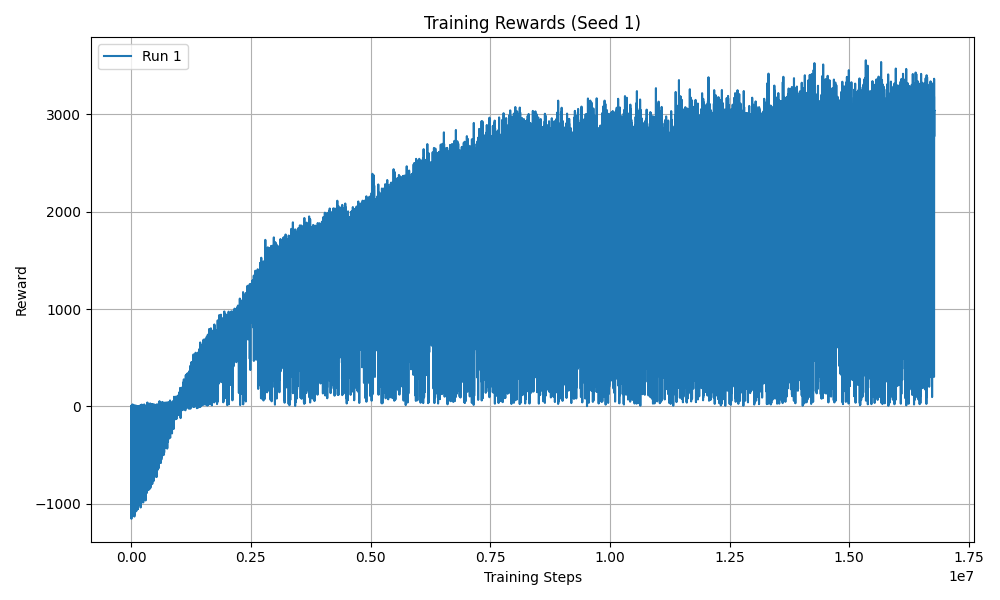 Training Rewards (Seed 1)
Run 1
Reward
3000
2000
1000
0
−1000
0.00 0.25 0.50 0.75 1.00 1.25 1.50 1.75
1e7
Training Steps